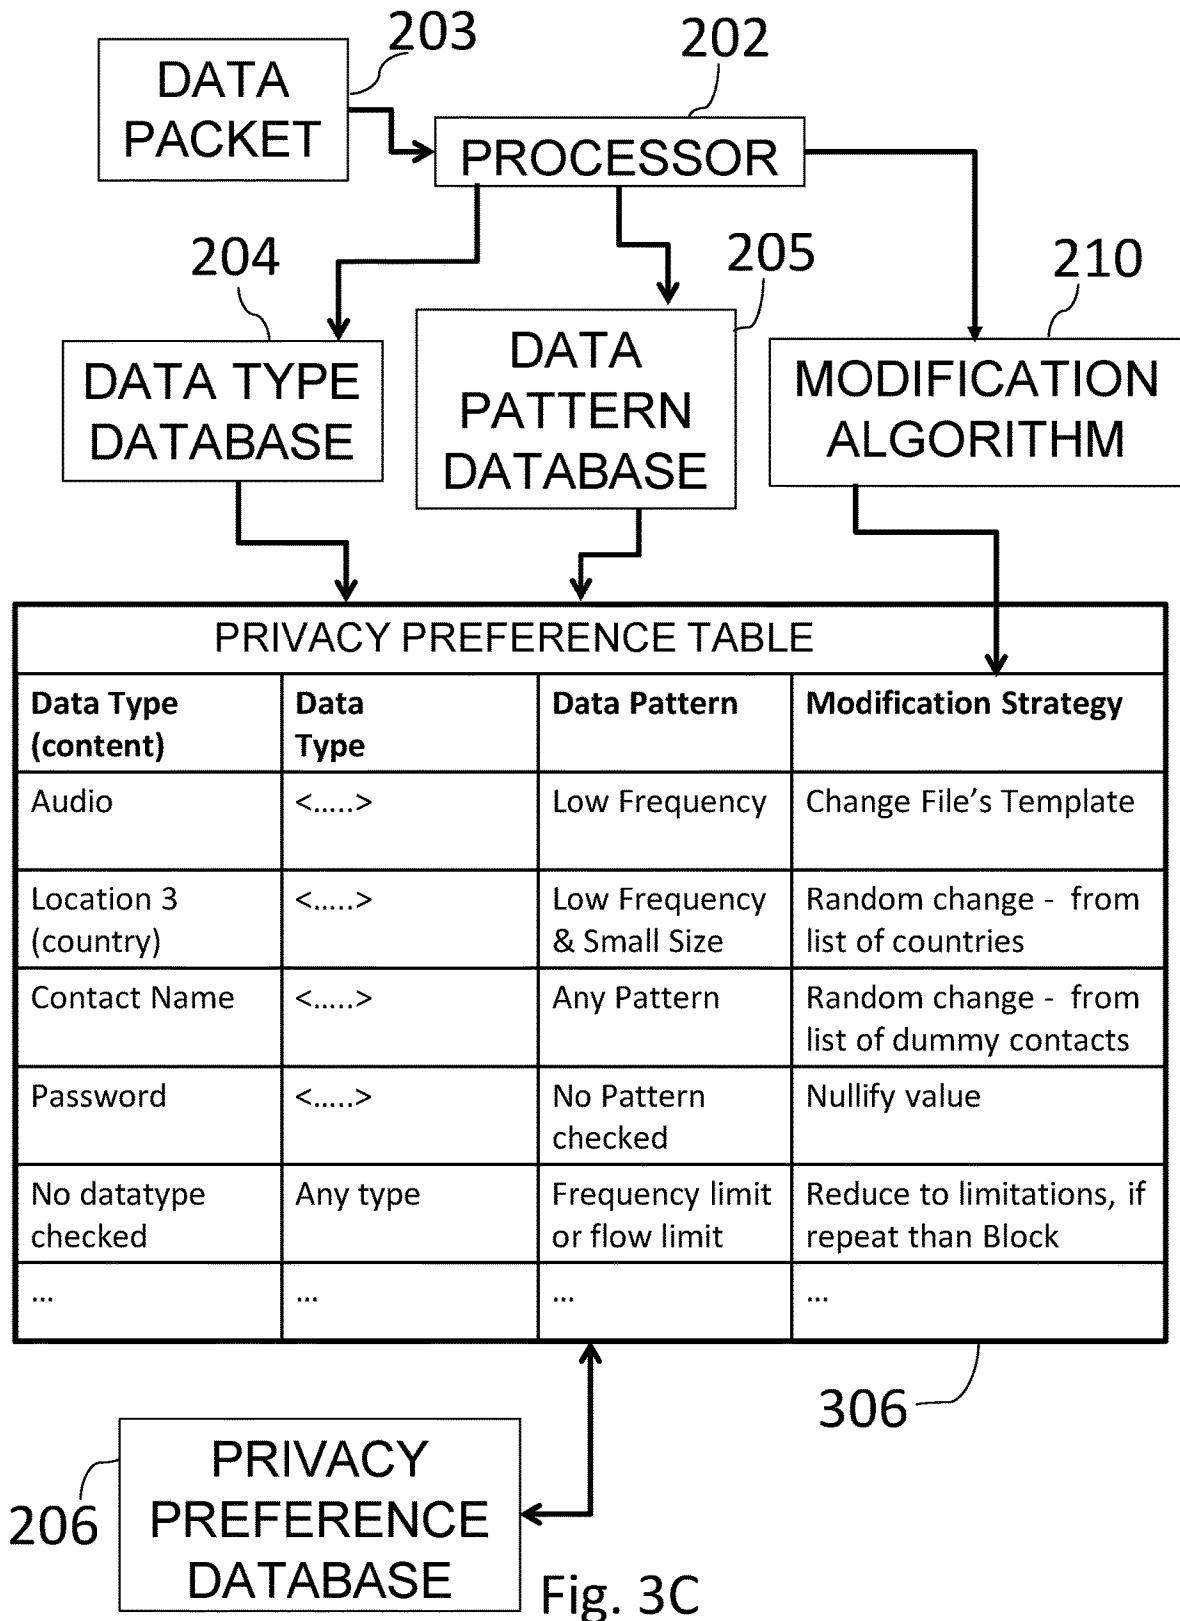 203
202
DATA
PACKET
PROCESSOR
204
205
210
DATA TYPE
DATABASE
DATA
PATTERN
DATABASE
MODIFICATION
ALGORITHM
PRIVACY PREFERENCE TABLE
Data Type
(content)
Data
Type
Data Pattern
Modification Strategy
Audio
<.....>
Low Frequency
Change File’s Template
Location 3
(country)
<.....>
Low Frequency
& Small Size
Random change - from
list of countries
Contact Name
<.....>
Any Pattern
Random change - from
list of dummy contacts
Password
<.....>
No Pattern
checked
Nullify value
No datatype
checked
Any type
Frequency limit
or flow limit
Reduce to limitations, if
repeat than Block
...
...
...
...
306
206
PRIVACY
PREFERENCE
DATABASE
Fig. 3C